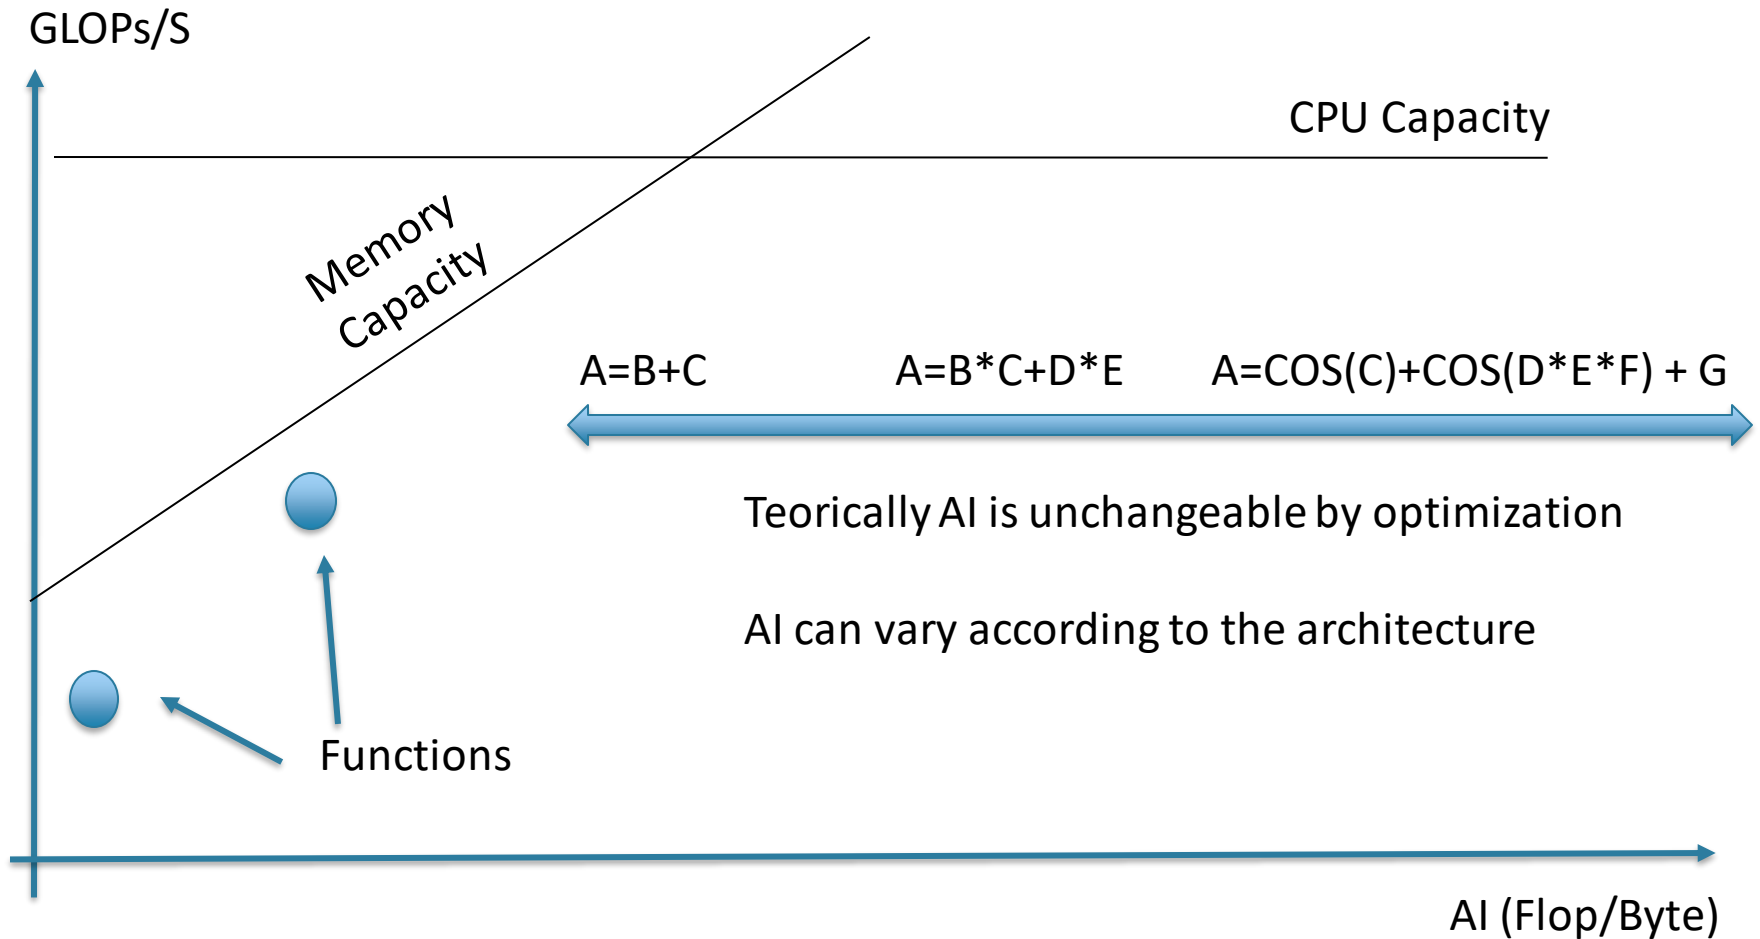 GLOPs/S
CPU Capacity
Memory
Capacity
A=B+C
A=B*C+D*E
A=COS(C)+COS(D*E*F) + G
Teorically AI is unchangeable by optimization
AI can vary according to the architecture
Functions
AI (Flop/Byte)